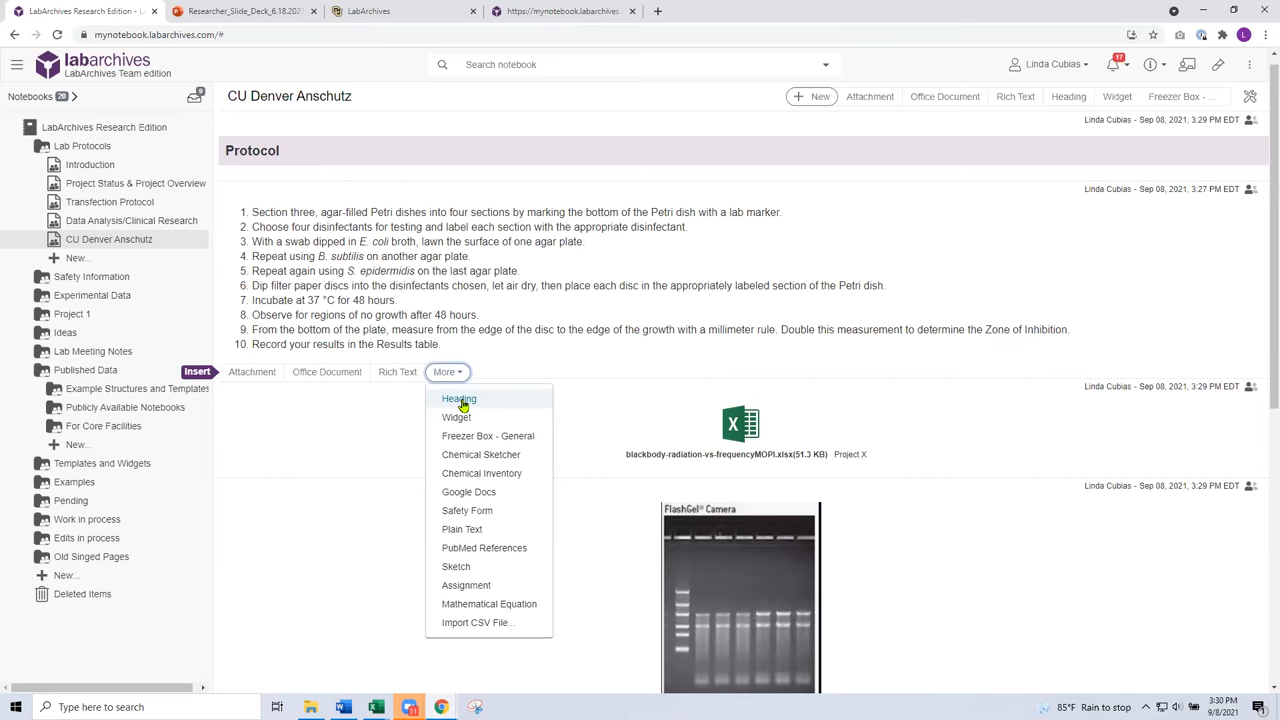 LabArchives Research Edition -
Researcher_Slide_Deck_6.18.202
LabArchives
https://mynotebook.labarchives.
mynotebook.labarchives.com/#
L
labarchives
LabArchives Team edition
Search notebook
Linda Cubias
17
Notebooks 20
0
CU Denver Anschutz
New
Attachment
Office Document
Rich Text
Heading
Widget
Freezer Box - ...
Linda Cubias - Sep 08, 2021, 3:29 PM EDT
LabArchives Research Edition
Lab Protocols
Introduction
Project Status & Project Overview
Transfection Protocol
Data Analysis/Clinical Research
CU Denver Anschutz
New...
Safety Information
Experimental Data
Project 1
Ideas
Lab Meeting Notes
Published Data
Example Structures and Templates
Publicly Available Notebooks
For Core Facilities
New...
Templates and Widgets
Examples
Pending
Work in process
Edits in process
Old Singed Pages
New...
Deleted Items
Protocol
Linda Cubias - Sep 08, 2021, 3:27 PM EDT
1. Section three, agar-filled Petri dishes into four sections by marking the bottom of the Petri dish with a lab marker.
2. Choose four disinfectants for testing and label each section with the appropriate disinfectant.
3. With a swab dipped in E. coli broth, lawn the surface of one agar plate.
4. Repeat using B. subtilis on another agar plate.
5. Repeat again using S. epidermidis on the last agar plate.
6. Dip filter paper discs into the disinfectants chosen, let air dry, then place each disc in the appropriately labeled section of the Petri dish.
7. Incubate at 37 °C for 48 hours.
8. Observe for regions of no growth after 48 hours.
9. From the bottom of the plate, measure from the edge of the disc to the edge of the growth with a millimeter rule. Double this measurement to determine the Zone of Inhibition.
10. Record your results in the Results table.
Insert
Attachment
Office Document
Rich Text
More
Heading
Widget
Freezer Box - General
Chemical Sketcher
Chemical Inventory
Google Docs
Safety Form
Plain Text
PubMed References
Sketch
Assignment
Mathematical Equation
Import CSV File...
Linda Cubias - Sep 08, 2021, 3:29 PM EDT
X
blackbody-radiation-vs-frequencyMOPI.xlsx(51.3 KB) Project X
Linda Cubias - Sep 08, 2021, 3:29 PM EDT
FlashGel® Camera
Type here to search
85°F Rain to stop
3:30 PM
9/8/2021